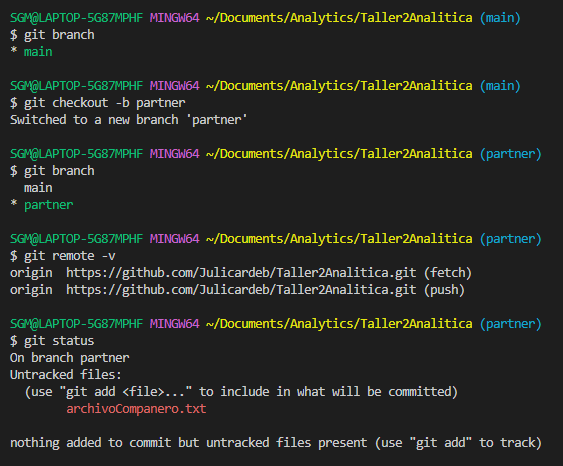 SGM@LAPTOP-5G87MPHF MINGW64 ~/Documents/Analytics/Taller2Analitica (main)
$ git branch
* main
SGM@LAPTOP-5G87MPHF MINGW64 ~/Documents/Analytics/Taller2Analitica (main)
$ git checkout -b partner
Switched to a new branch 'partner'
SGM@LAPTOP-5G87MPHF MINGW64 ~/Documents/Analytics/Taller2Analitica (partner)
$ git branch
  main
* partner
SGM@LAPTOP-5G87MPHF MINGW64 ~/Documents/Analytics/Taller2Analitica (partner)
$ git remote -v
origin  https://github.com/Julicardeb/Taller2Analitica.git (fetch)
origin  https://github.com/Julicardeb/Taller2Analitica.git (push)
SGM@LAPTOP-5G87MPHF MINGW64 ~/Documents/Analytics/Taller2Analitica (partner)
$ git status
On branch partner
Untracked files:
  (use "git add <file>..." to include in what will be committed)
        archivoCompanero.txt
nothing added to commit but untracked files present (use "git add" to track)